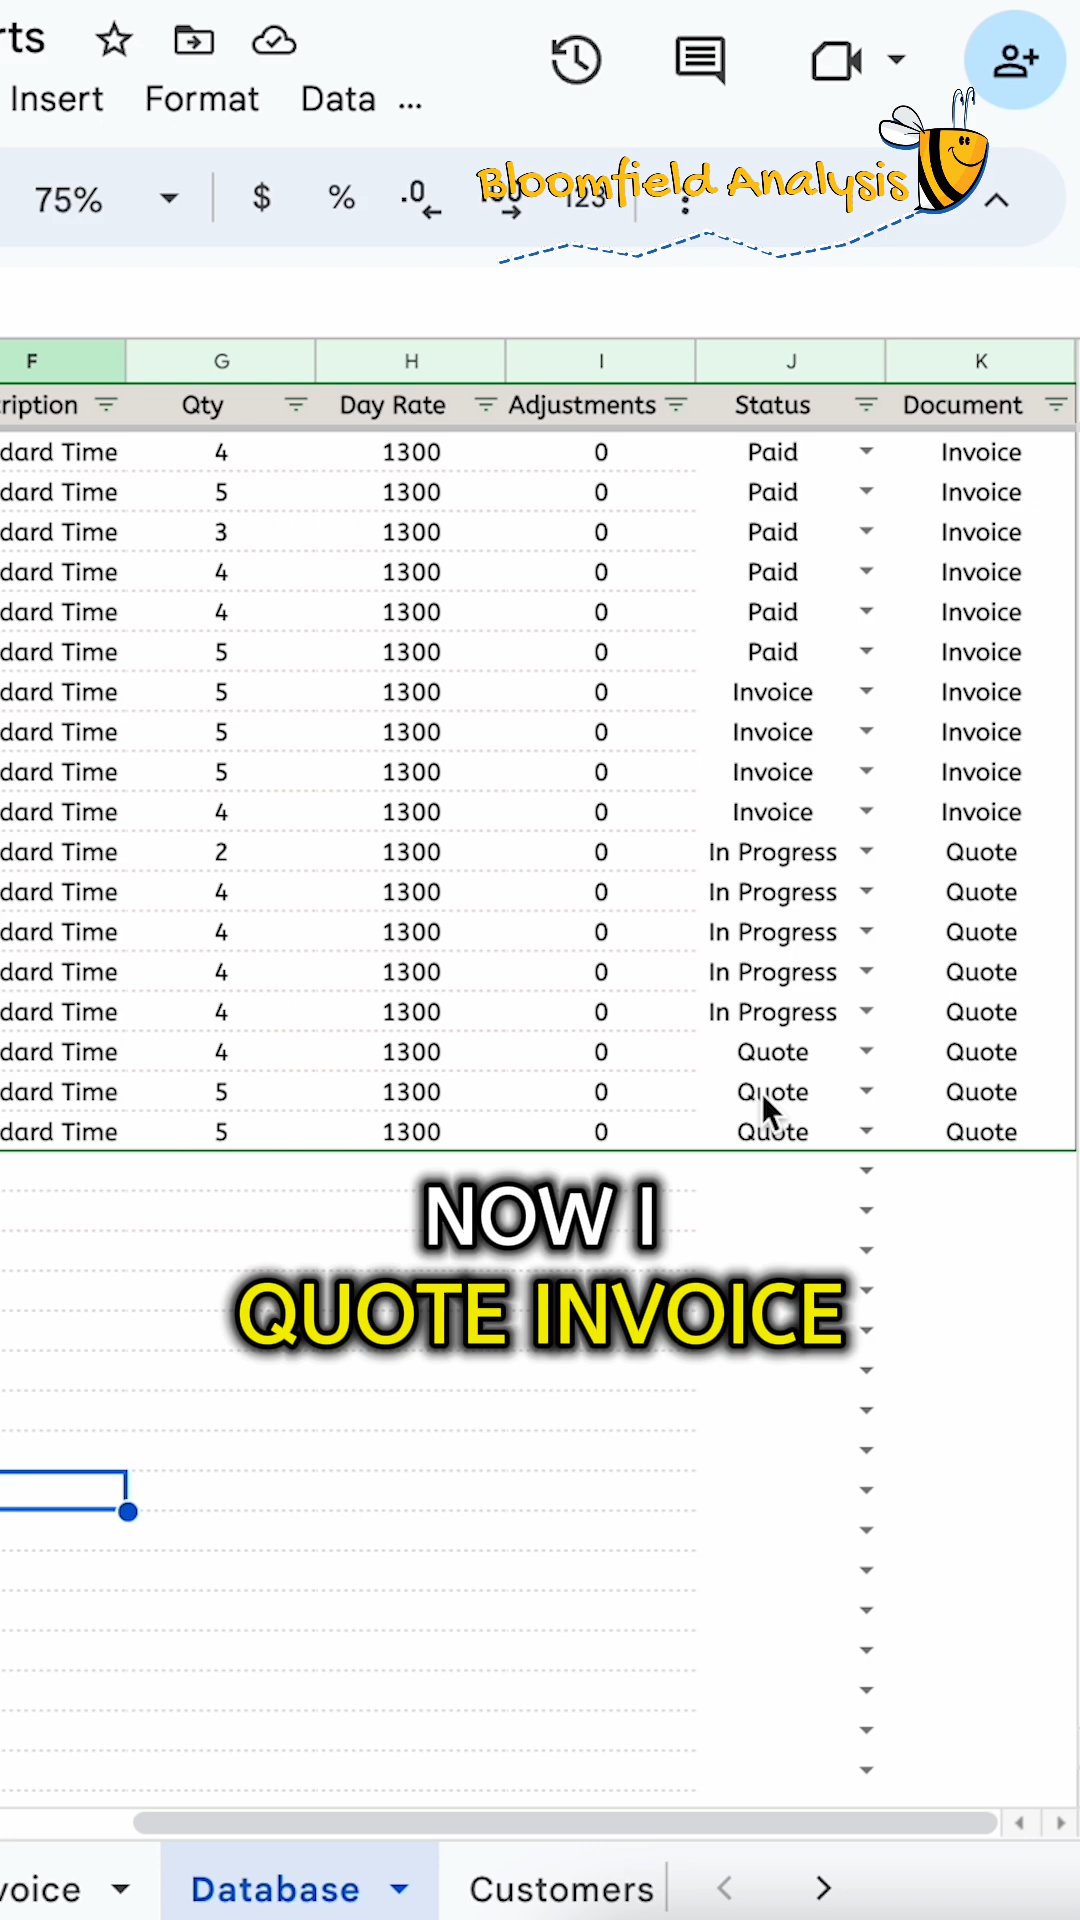 rts
Insert Format Data ...
75% $ % .0 .00 123
Bloomfield Analysis
F G H I J K
ription Qty Day Rate Adjustments Status Document
dard Time 4 1300 0 Paid Invoice
dard Time 5 1300 0 Paid Invoice
dard Time 3 1300 0 Paid Invoice
dard Time 4 1300 0 Paid Invoice
dard Time 4 1300 0 Paid Invoice
dard Time 5 1300 0 Paid Invoice
dard Time 5 1300 0 Invoice Invoice
dard Time 5 1300 0 Invoice Invoice
dard Time 5 1300 0 Invoice Invoice
dard Time 4 1300 0 Invoice Invoice
dard Time 2 1300 0 In Progress Quote
dard Time 4 1300 0 In Progress Quote
dard Time 4 1300 0 In Progress Quote
dard Time 4 1300 0 In Progress Quote
dard Time 4 1300 0 In Progress Quote
dard Time 4 1300 0 Quote Quote
dard Time 5 1300 0 Quote Quote
dard Time 5 1300 0 Quote Quote
NOW I
QUOTE INVOICE
voice Database Customers